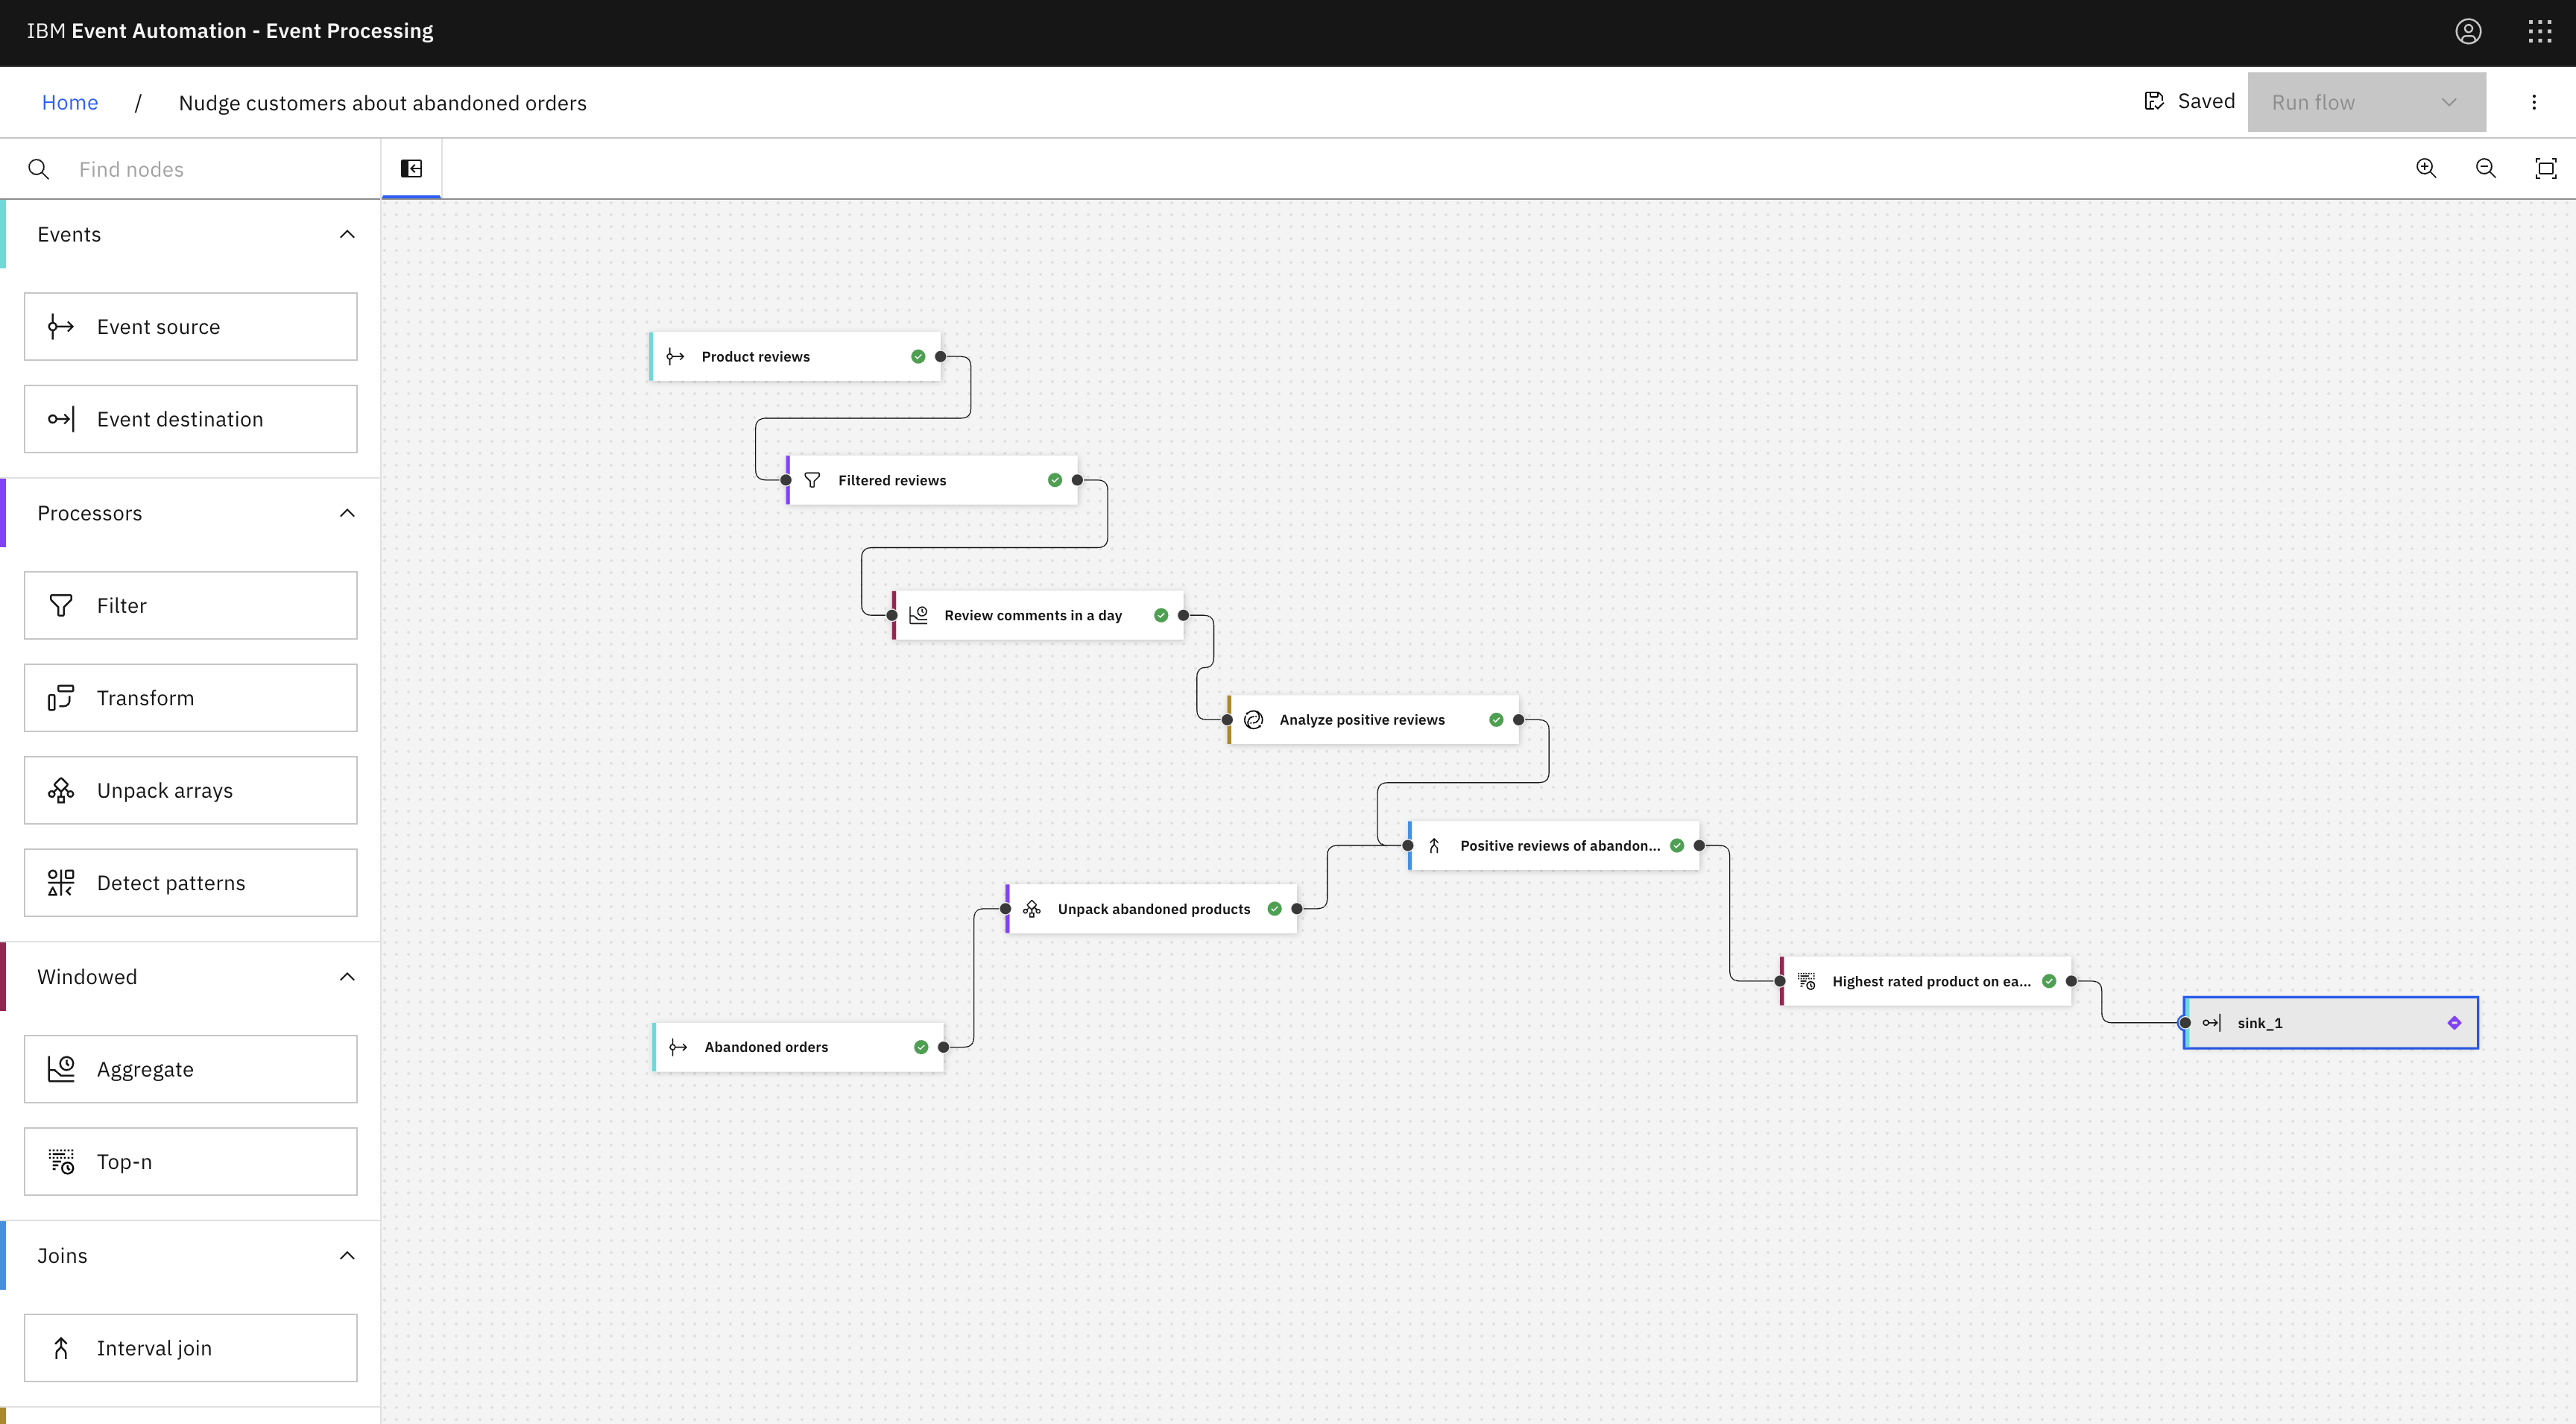 IBM Event Automation - Event Processing
Home / Nudge customers about abandoned orders
Saved
Run flow
Find nodes
Events
Event source
Event destination
Processors
Filter
Transform
Unpack arrays
Detect patterns
Windowed
Aggregate
Top-n
Joins
Interval join
Product reviews
Filtered reviews
Review comments in a day
Analyze positive reviews
Positive reviews of abandon...
Unpack abandoned products
Highest rated product on ea...
sink_1
Abandoned orders